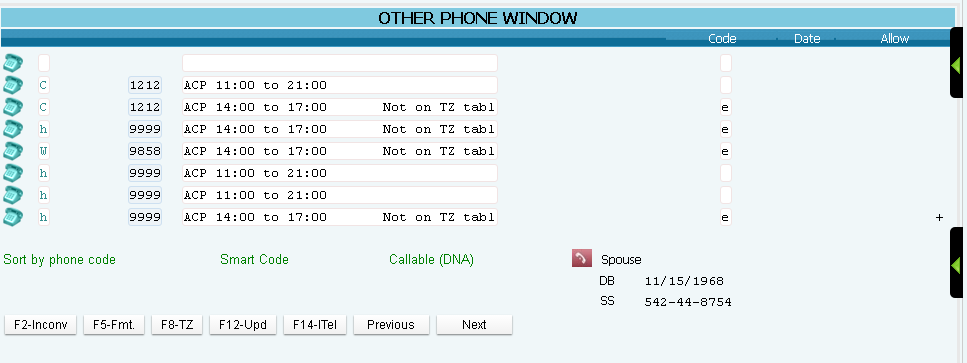 OTHER PHONE WINDOW
Code Date Allow
C 1212 ACP 11:00 to 21:00
C 1212 ACP 14:00 to 17:00 Not on TZ tabl e
h 9999 ACP 14:00 to 17:00 Not on TZ tabl e
W 9858 ACP 14:00 to 17:00 Not on TZ tabl e
h 9999 ACP 11:00 to 21:00
h 9999 ACP 11:00 to 21:00
h 9999 ACP 14:00 to 17:00 Not on TZ tabl e +
Sort by phone code Smart Code Callable (DNA) Spouse
DB 11/15/1968
SS 542-44-8754
F2-Inconv F5-Fmt. F8-TZ F12-Upd F14-ITel Previous Next